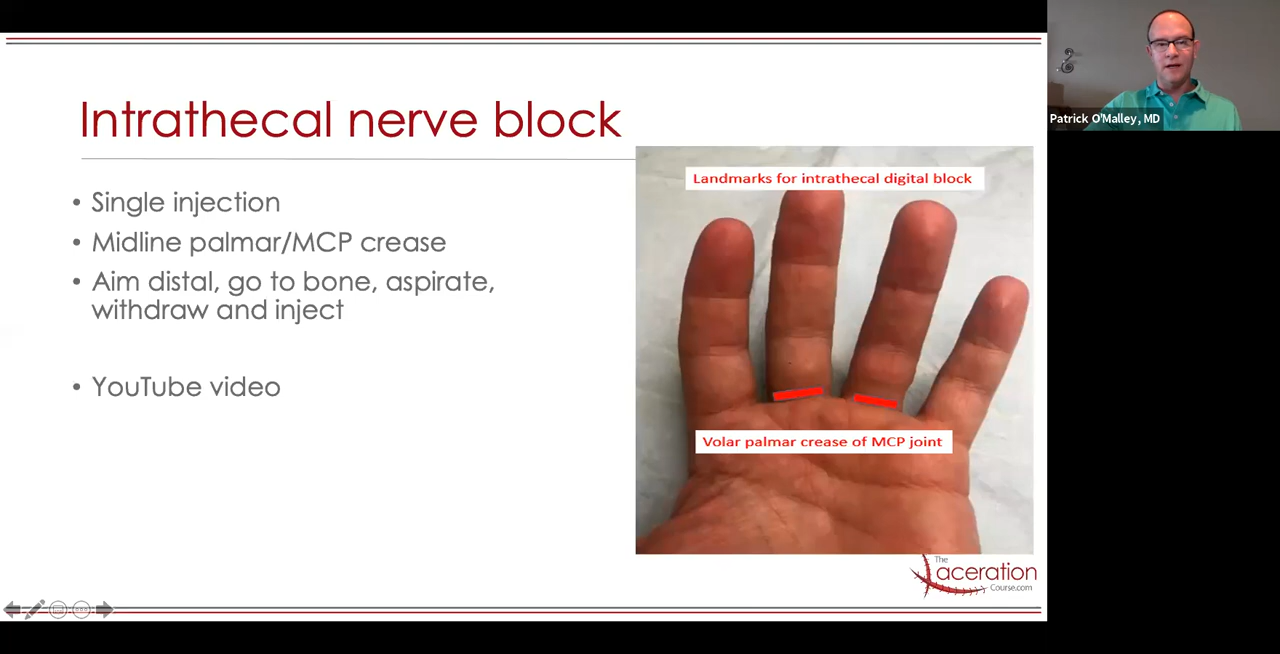 Intrathecal nerve block
• Single injection
• Midline palmar/MCP crease
• Aim distal, go to bone, aspirate,
withdraw and inject
• YouTube video
Landmarks for intrathecal digital block
Volar palmar crease of MCP joint
The
Laceration
Course.com
Patrick O'Malley, MD